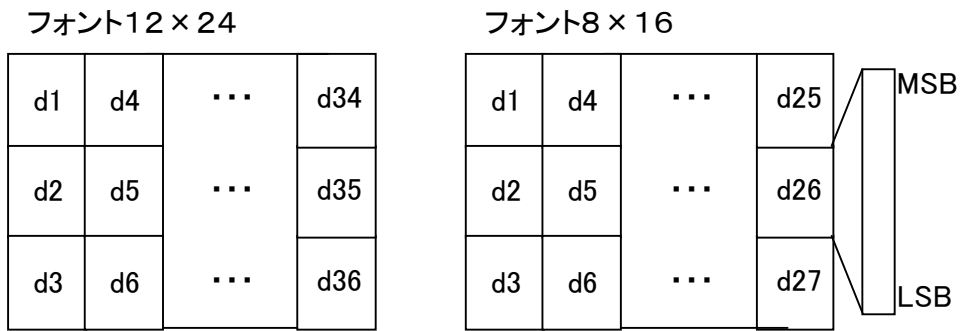 フォント12×24 フォント8×16
d1 d4 ・・・ d34 d1 d4 ・・・ d25 MSB
d2 d5 ・・・ d35 d2 d5 ・・・ d26
d3 d6 ・・・ d36 d3 d6 ・・・ d27 LSB